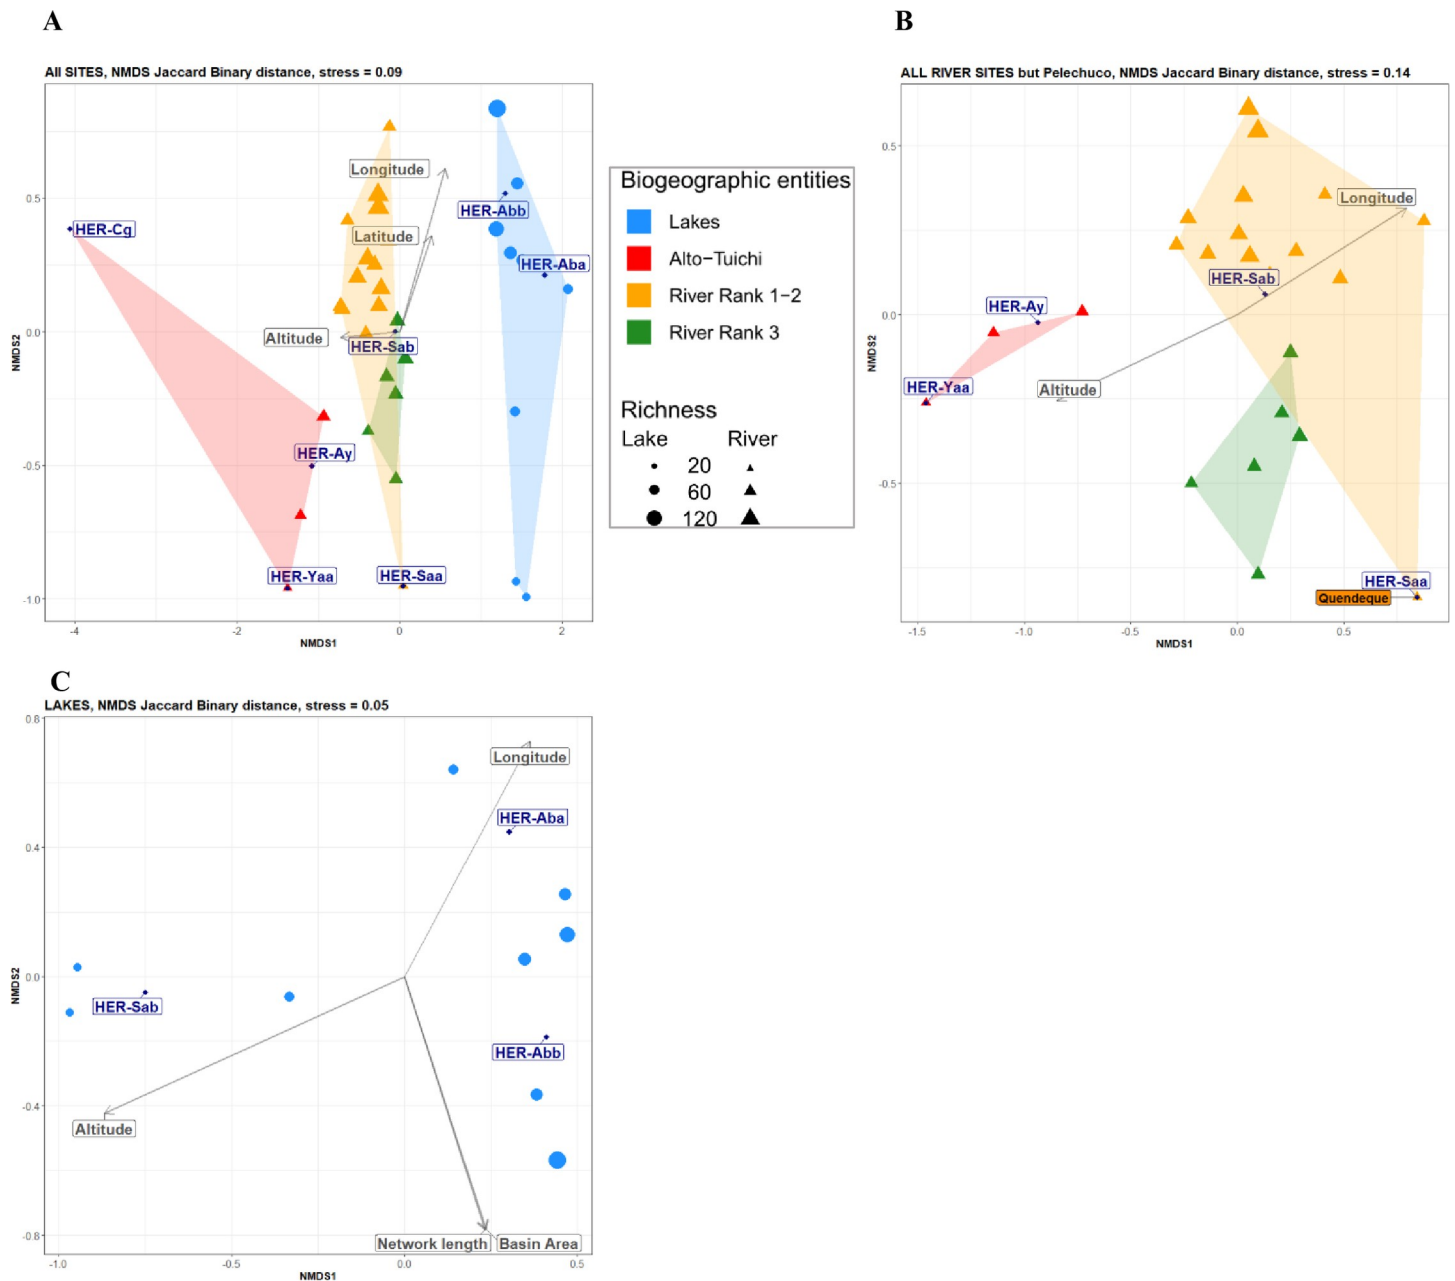 A
All SITES, NMDS Jaccard Binary distance, stress = 0.09
Longitude
HER-Abb
HER-Cg
Latitude
HER-Aba
Altitude
HER-Sab
HER-Ay
HER-Yaa
HER-Saa
0.5
0.0
-0.5
-1.0
NMDS2
-4
-2
0
2
NMDS1
Biogeographic entities
Lakes
Alto-Tuichi
River Rank 1-2
River Rank 3
Richness
Lake River
20
60
120
B
ALL RIVER SITES but Pelechuco, NMDS Jaccard Binary distance, stress = 0.14
Longitude
HER-Sab
HER-Ay
HER-Yaa
Altitude
HER-Saa
Quendeque
0.5
0.0
-0.5
NMDS2
-1.5
-1.0
-0.5
0.0
0.5
NMDS1
C
LAKES, NMDS Jaccard Binary distance, stress = 0.05
Longitude
HER-Aba
HER-Sab
HER-Abb
Altitude
Network length
Basin Area
0.8
0.4
0.0
-0.4
-0.8
NMDS2
-1.0
-0.5
0.0
0.5
NMDS1